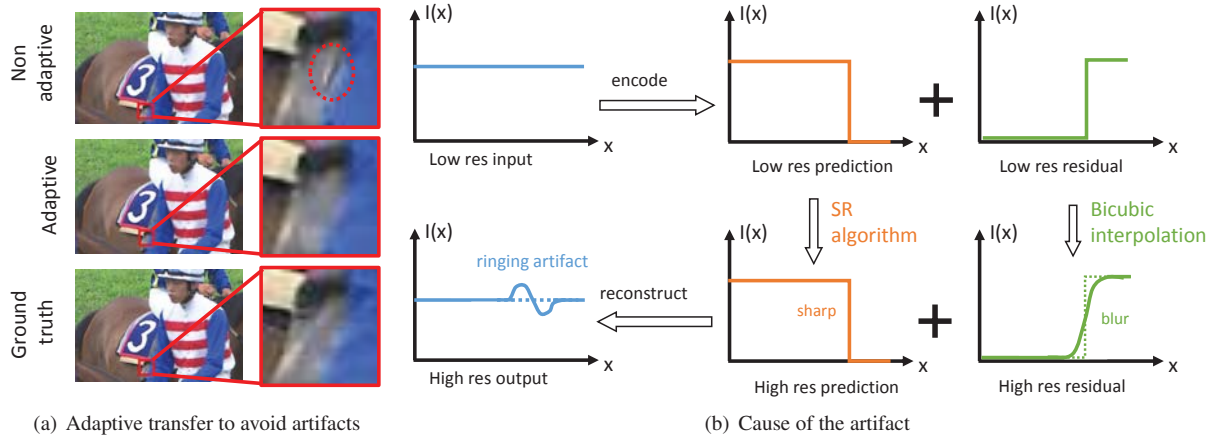 Non
adaptive
3
Adaptive
3
Ground
truth
3
(a) Adaptive transfer to avoid artifacts
I(x)
x
Low res input
encode
I(x)
x
Low res prediction
+
I(x)
x
Low res residual
SR
algorithm
Bicubic
interpolation
I(x)
ringing artifact
x
High res output
reconstruct
I(x)
sharp
x
High res prediction
+
I(x)
blur
x
High res residual
(b) Cause of the artifact